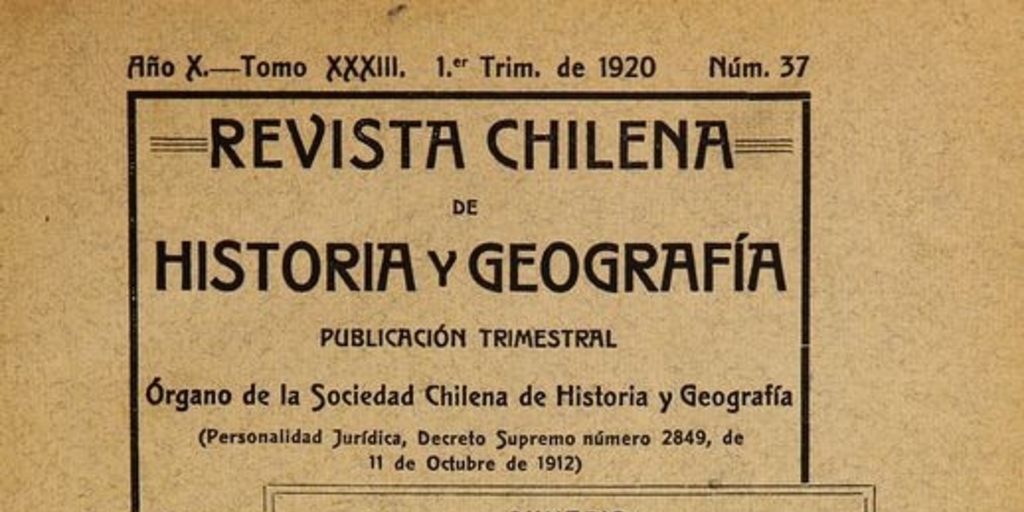 Año X.—Tomo XXXIII. 1.er Trim. de 1920 Núm. 37
REVISTA CHILENA
DE
HISTORIA Y GEOGRAFÍA
PUBLICACIÓN TRIMESTRAL
Órgano de la Sociedad Chilena de Historia y Geografía
(Personalidad Jurídica, Decreto Supremo número 2849, de
11 de Octubre de 1912)